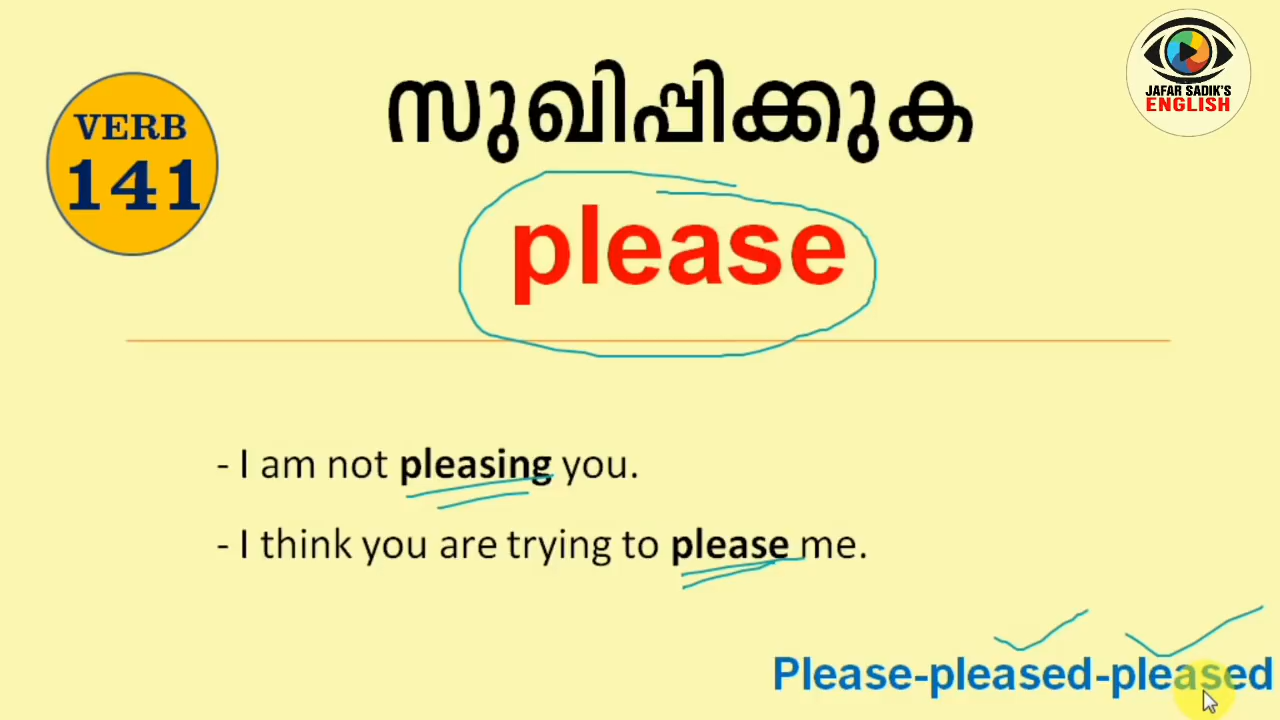 സുഖിപ്പിക്കുക
VERB
141
JAFAR SADIK'S
ENGLISH
please
- I am not pleasing you.
- I think you are trying to please me.
Please-pleased-pleased